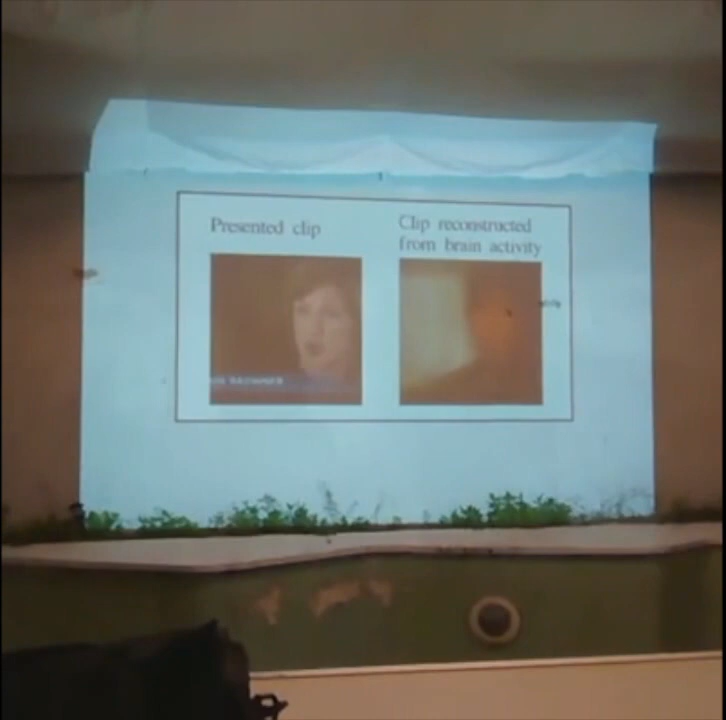 Presented clip
Clip reconstructed
from brain activity